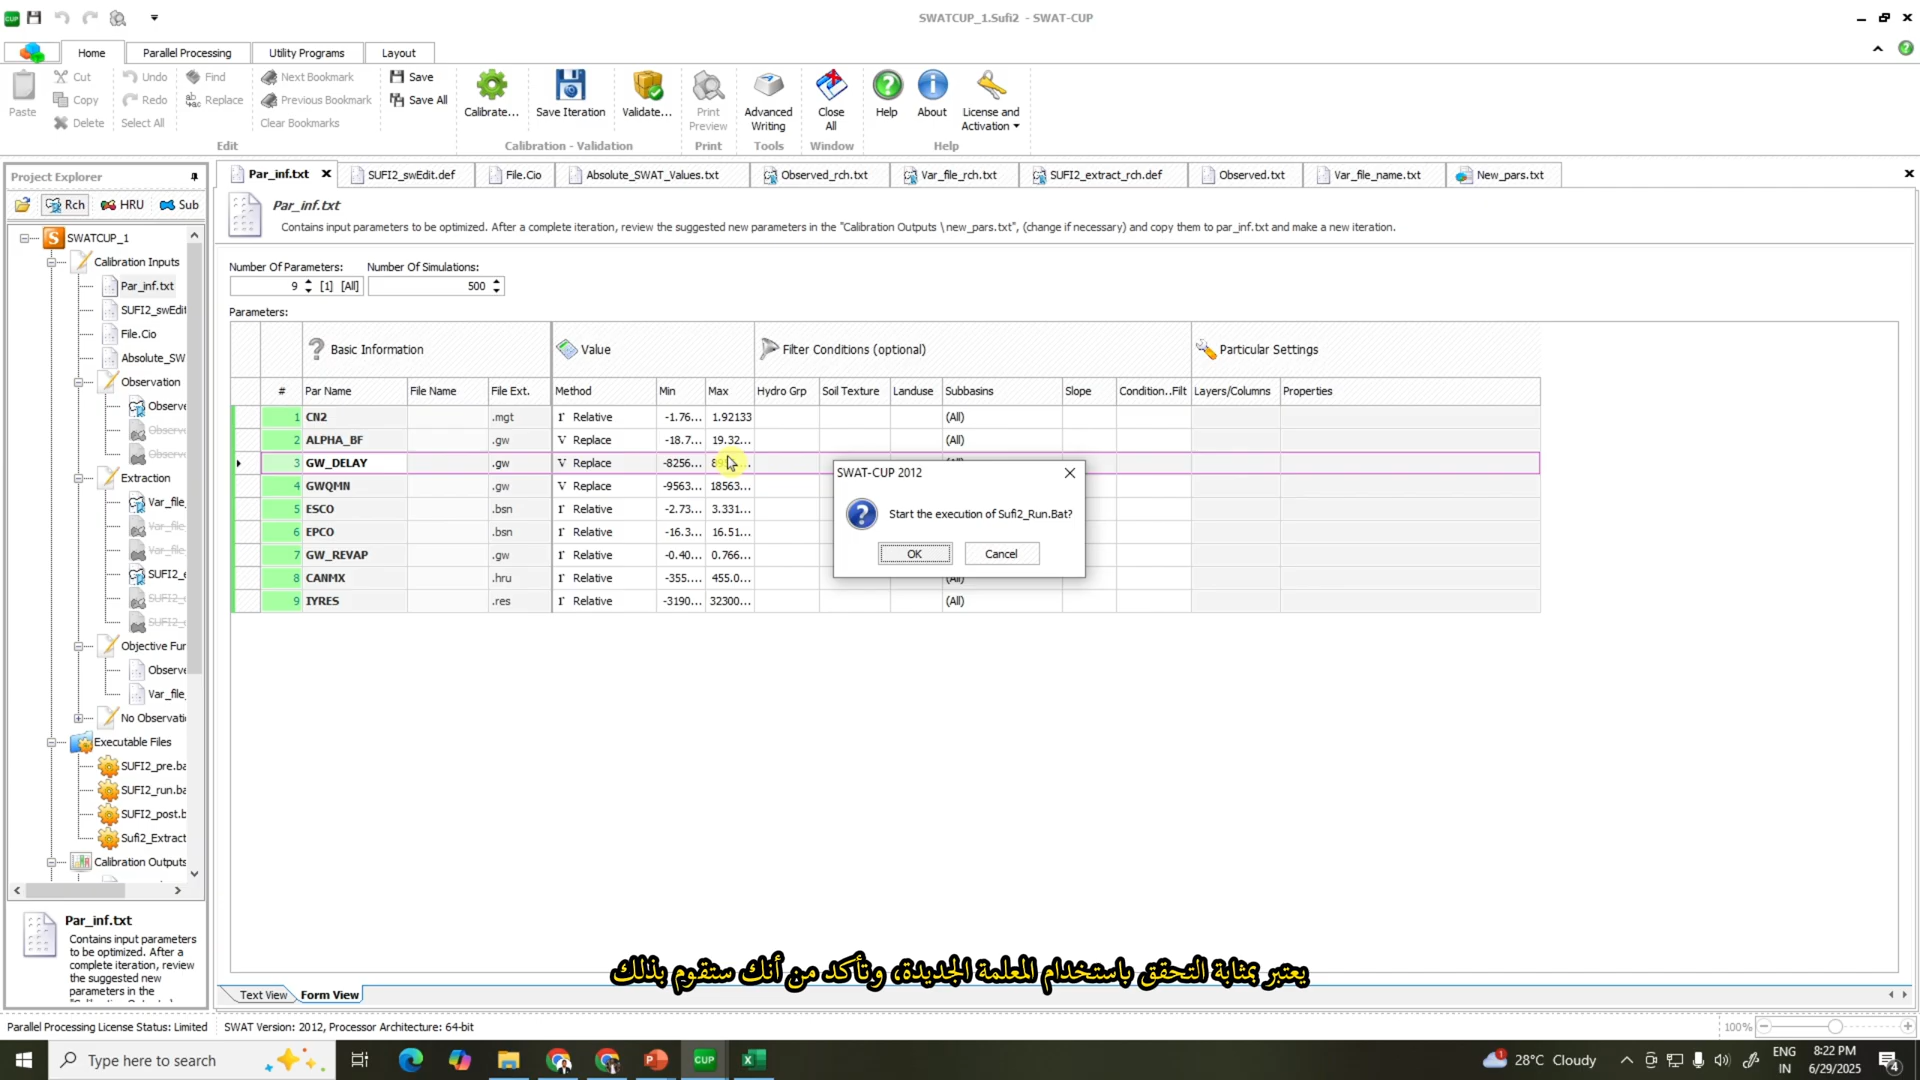 SWATCUP_1.Sufi2 - SWAT-CUP
Home
Parallel Processing
Utility Programs
Layout
Paste
Cut
Copy
Delete
Undo
Redo
Select All
Find
Replace
Next Bookmark
Previous Bookmark
Clear Bookmarks
Save
Save All
Calibrate...
Save Iteration
Validate...
Print Preview
Advanced Writing
Close All
Help
About
License and Activation
Edit
Calibration - Validation
Print
Tools
Window
Help
Project Explorer
Rch
HRU
Sub
SWATCUP_1
Calibration Inputs
Par_inf.txt
SUFI2_swEdit
File.Cio
Absolute_SW
Observation
Observe
Observe
Observe
Extraction
Var_file_
Var_file_
Var_file_
SUFI2_e
SUFI2_e
SUFI2_e
Objective Fur
Observe
Var_file_
No Observati
Executable Files
SUFI2_pre.ba
SUFI2_run.ba
SUFI2_post.b
Sufi2_Extract
Calibration Outputs
Par_inf.txt
Contains input parameters
to be optimized. After a
complete iteration, review
the suggested new
parameters in the
Par_inf.txt
SUFI2_swEdit.def
File.Cio
Absolute_SWAT_Values.txt
Observed_rch.txt
Var_file_rch.txt
SUFI2_extract_rch.def
Observed.txt
Var_file_name.txt
New_pars.txt
Par_inf.txt
Contains input parameters to be optimized. After a complete iteration, review the suggested new parameters in the "Calibration Outputs \new_pars.txt", (change if necessary) and copy them to par_inf.txt and make a new iteration.
Number Of Parameters: Number Of Simulations:
9 [1] [All] 500
Parameters:
Basic Information Value Filter Conditions (optional) Particular Settings
# Par Name File Name File Ext. Method Min Max Hydro Grp Soil Texture Landuse Subbasins Slope Condition..Filt Layers/Columns Properties
1 CN2 .mgt r Relative -1.76... 1.92133 (All)
2 ALPHA_BF .gw V Replace -18.7... 19.32... (All)
3 GW_DELAY .gw V Replace -8256...
4 GWQMN .gw V Replace -9563... 18563...
5 ESCO .bsn r Relative -2.73... 3.331...
6 EPCO .bsn r Relative -16.3... 16.51...
7 GW_REVAP .gw r Relative -0.40... 0.766...
8 CANMX .hru r Relative -355.... 455.0... (All)
9 IYRES .res r Relative -3190... 32300... (All)
SWAT-CUP 2012
Start the execution of Sufi2_Run.Bat?
OK
Cancel
يعتبر بمثابة التحقق باستخدام المعلمة الجديدة، وتأكد من أنك ستقوم بذلك
Text View
Form View
Parallel Processing License Status: Limited
SWAT Version: 2012, Processor Architecture: 64-bit
100%
Type here to search
28°C Cloudy
ENG
IN
8:22 PM
6/29/2025
4